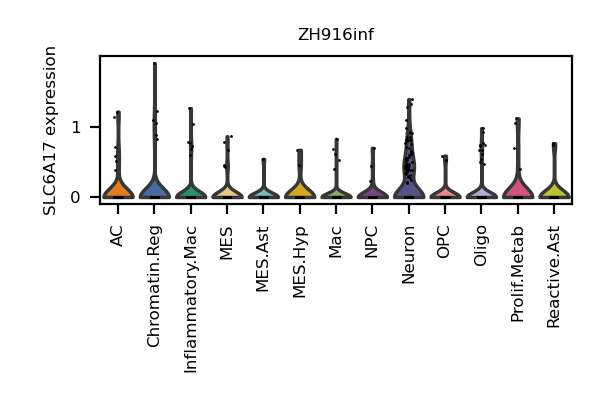 ZH916inf
SLC6A17 expression
1
0
AC
Chromatin.Reg
Inflammatory.Mac
MES
MES.Ast
MES.Hyp
Mac
NPC
Neuron
OPC
Oligo
Prolif.Metab
Reactive.Ast